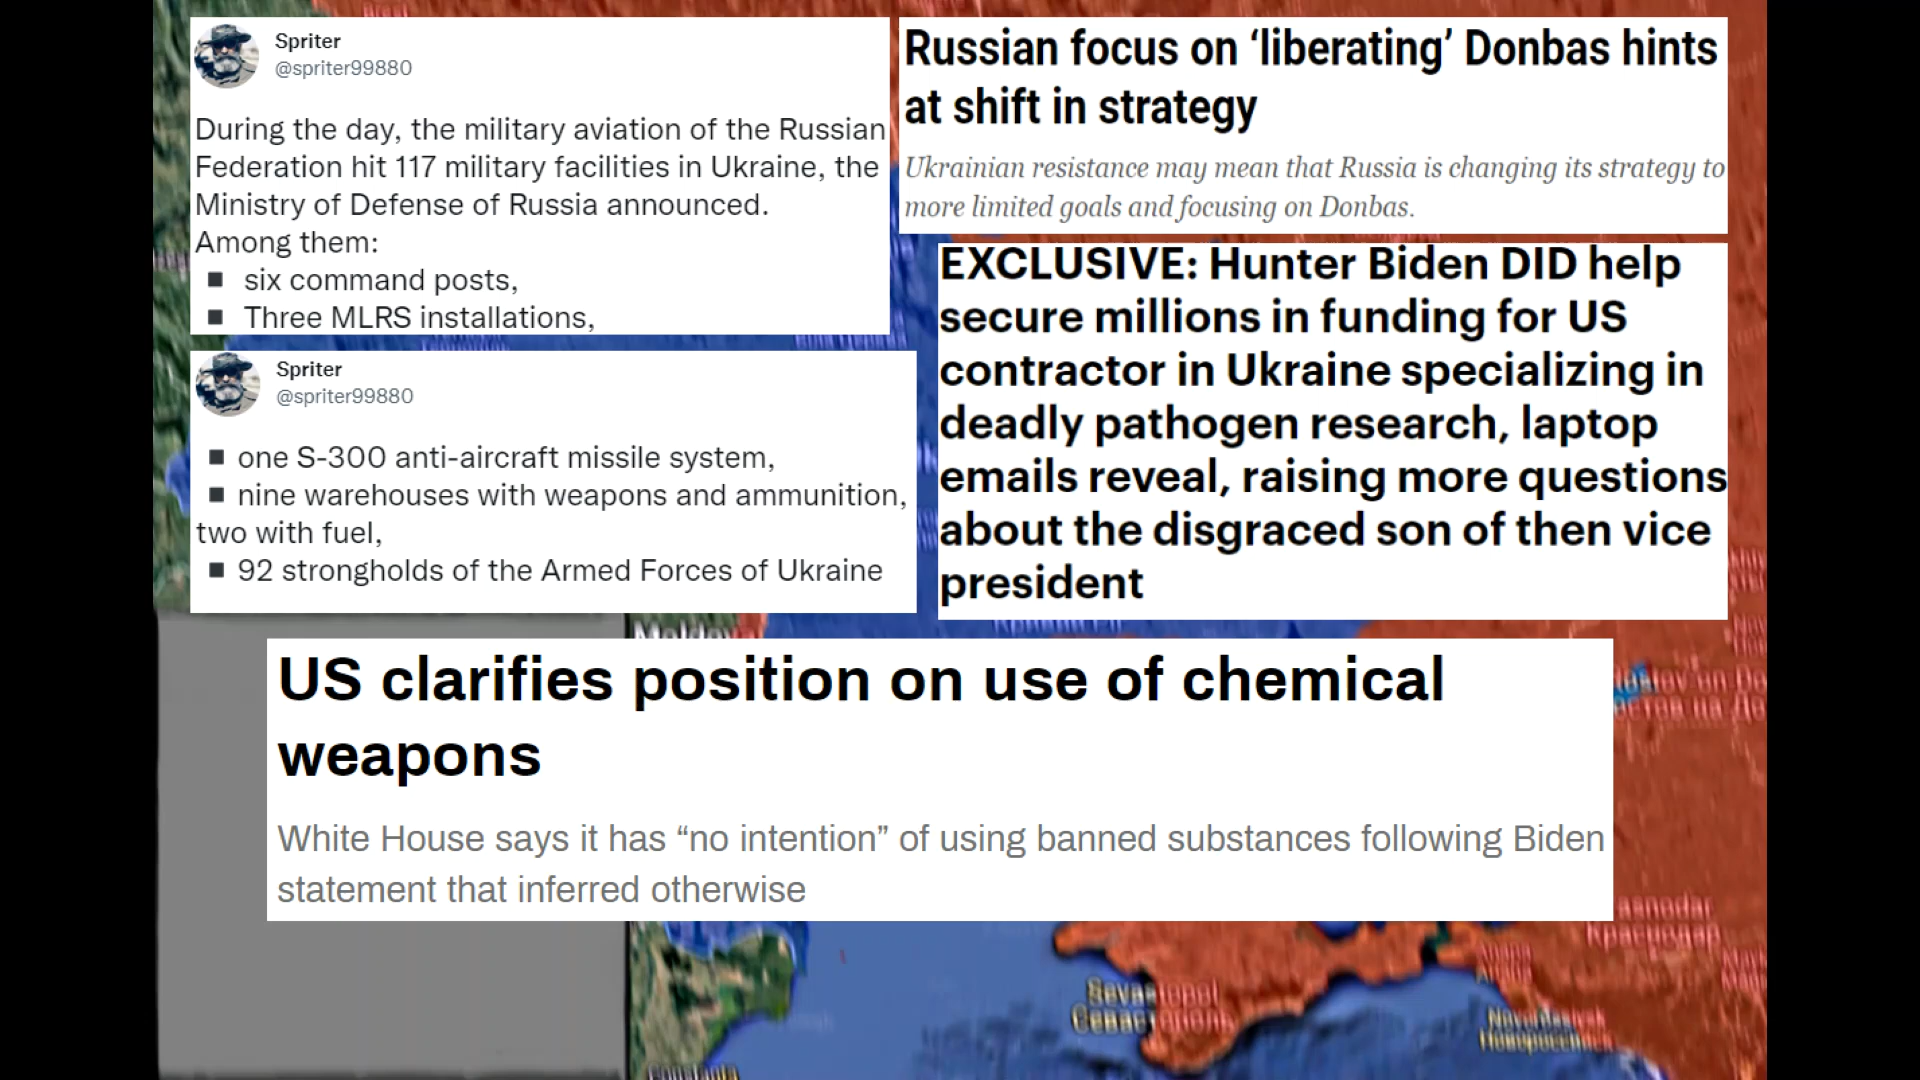 Spriter
@spriter99880
During the day, the military aviation of the Russian
Federation hit 117 military facilities in Ukraine, the
Ministry of Defense of Russia announced.
Among them:
■ six command posts,
■ Three MLRS installations,
Spriter
@spriter99880
■ one S-300 anti-aircraft missile system,
■ nine warehouses with weapons and ammunition,
two with fuel,
■ 92 strongholds of the Armed Forces of Ukraine
Russian focus on ‘liberating’ Donbas hints
at shift in strategy
Ukrainian resistance may mean that Russia is changing its strategy to
more limited goals and focusing on Donbas.
EXCLUSIVE: Hunter Biden DID help
secure millions in funding for US
contractor in Ukraine specializing in
deadly pathogen research, laptop
emails reveal, raising more questions
about the disgraced son of then vice
president
US clarifies position on use of chemical
weapons
White House says it has “no intention” of using banned substances following Biden
statement that inferred otherwise